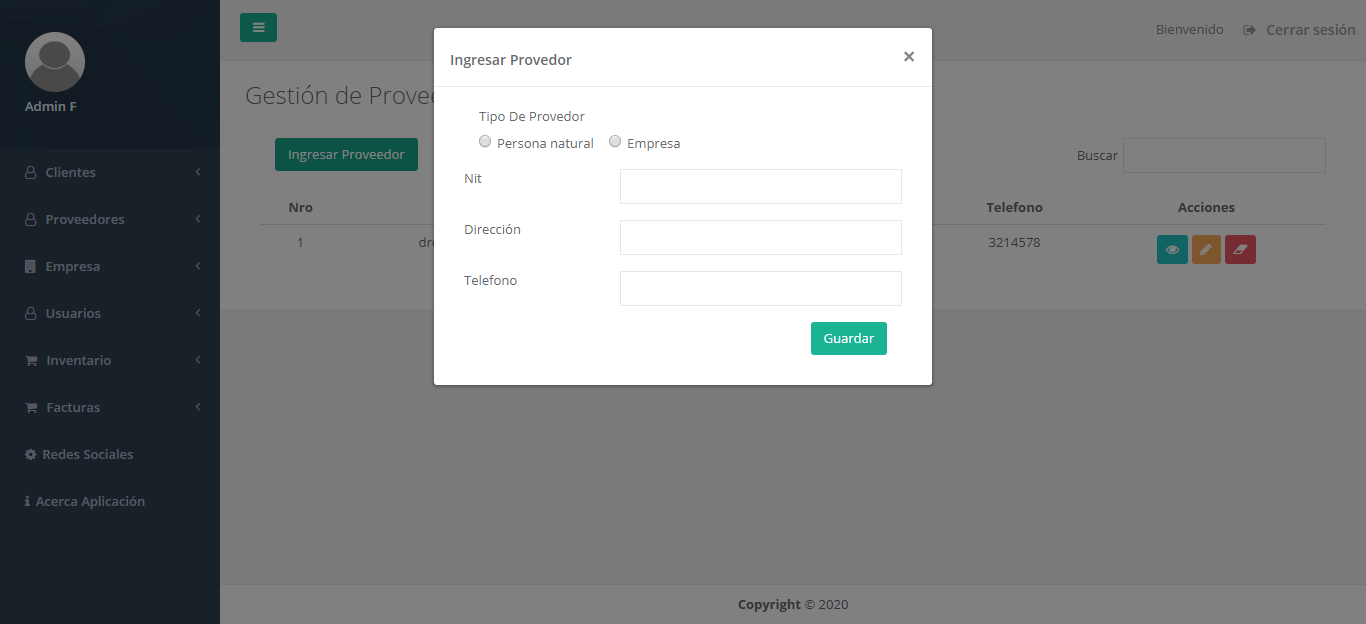 Admin F
Clientes
Proveedores
Empresa
Usuarios
Inventario
Facturas
Redes Sociales
Acerca Aplicación
Bienvenido Cerrar sesión
Gestión de
Ingresar Proveedor
Buscar
Nro Telefono Acciones
1 3214578
Ingresar Provedor ×
Tipo De Provedor
Persona natural Empresa
Nit
Dirección
Telefono
Guardar
Copyright © 2020